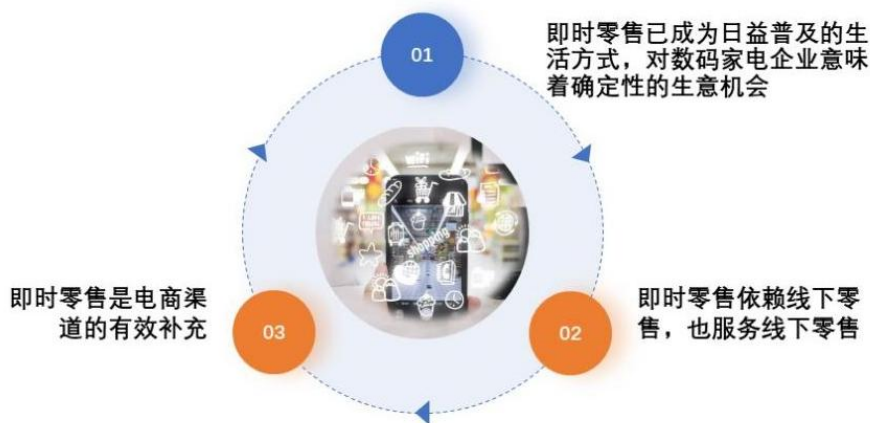 01
即时零售已成为日益普及的生
活方式，对数码家电企业意味
着确定性的生意机会
shopping
即时零售是电商渠
道的有效补充
03
02
即时零售依赖线下零
售，也服务线下零售